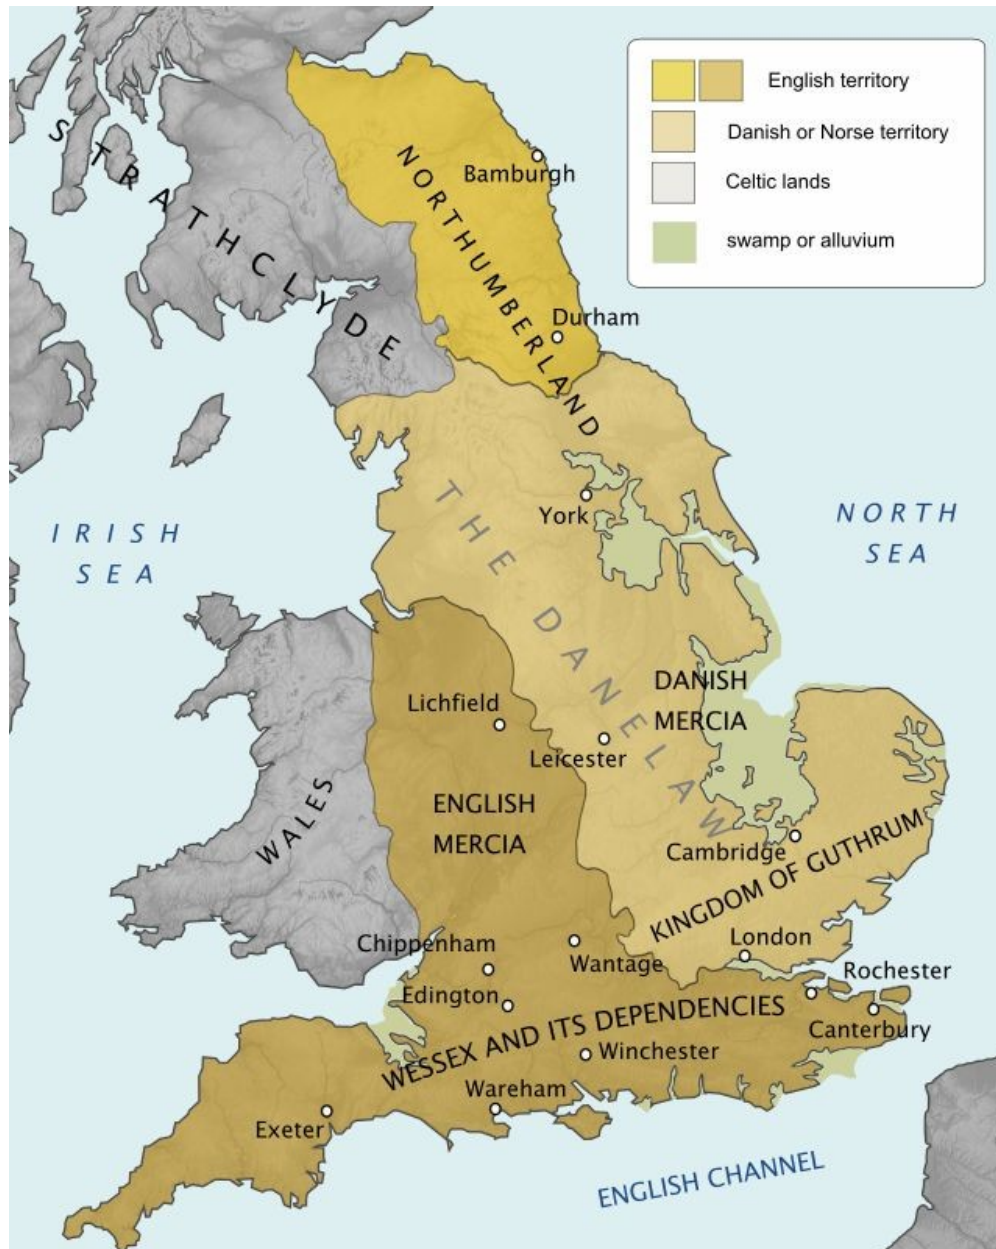 English territory
Danish or Norse territory
Celtic lands
swamp or alluvium
STRATHCLYDE
NORTHUMBERLAND
Bamburgh
Durham
York
IRISH
SEA
NORTH
SEA
THE DANELAW
DANISH
MERCIA
Lichfield
Leicester
ENGLISH
MERCIA
WALES
Cambridge
KINGDOM OF GUTHRUM
Chippenham
Wantage
London
Rochester
Edington
Canterbury
WESSEX AND ITS DEPENDENCIES
Winchester
Wareham
Exeter
ENGLISH CHANNEL